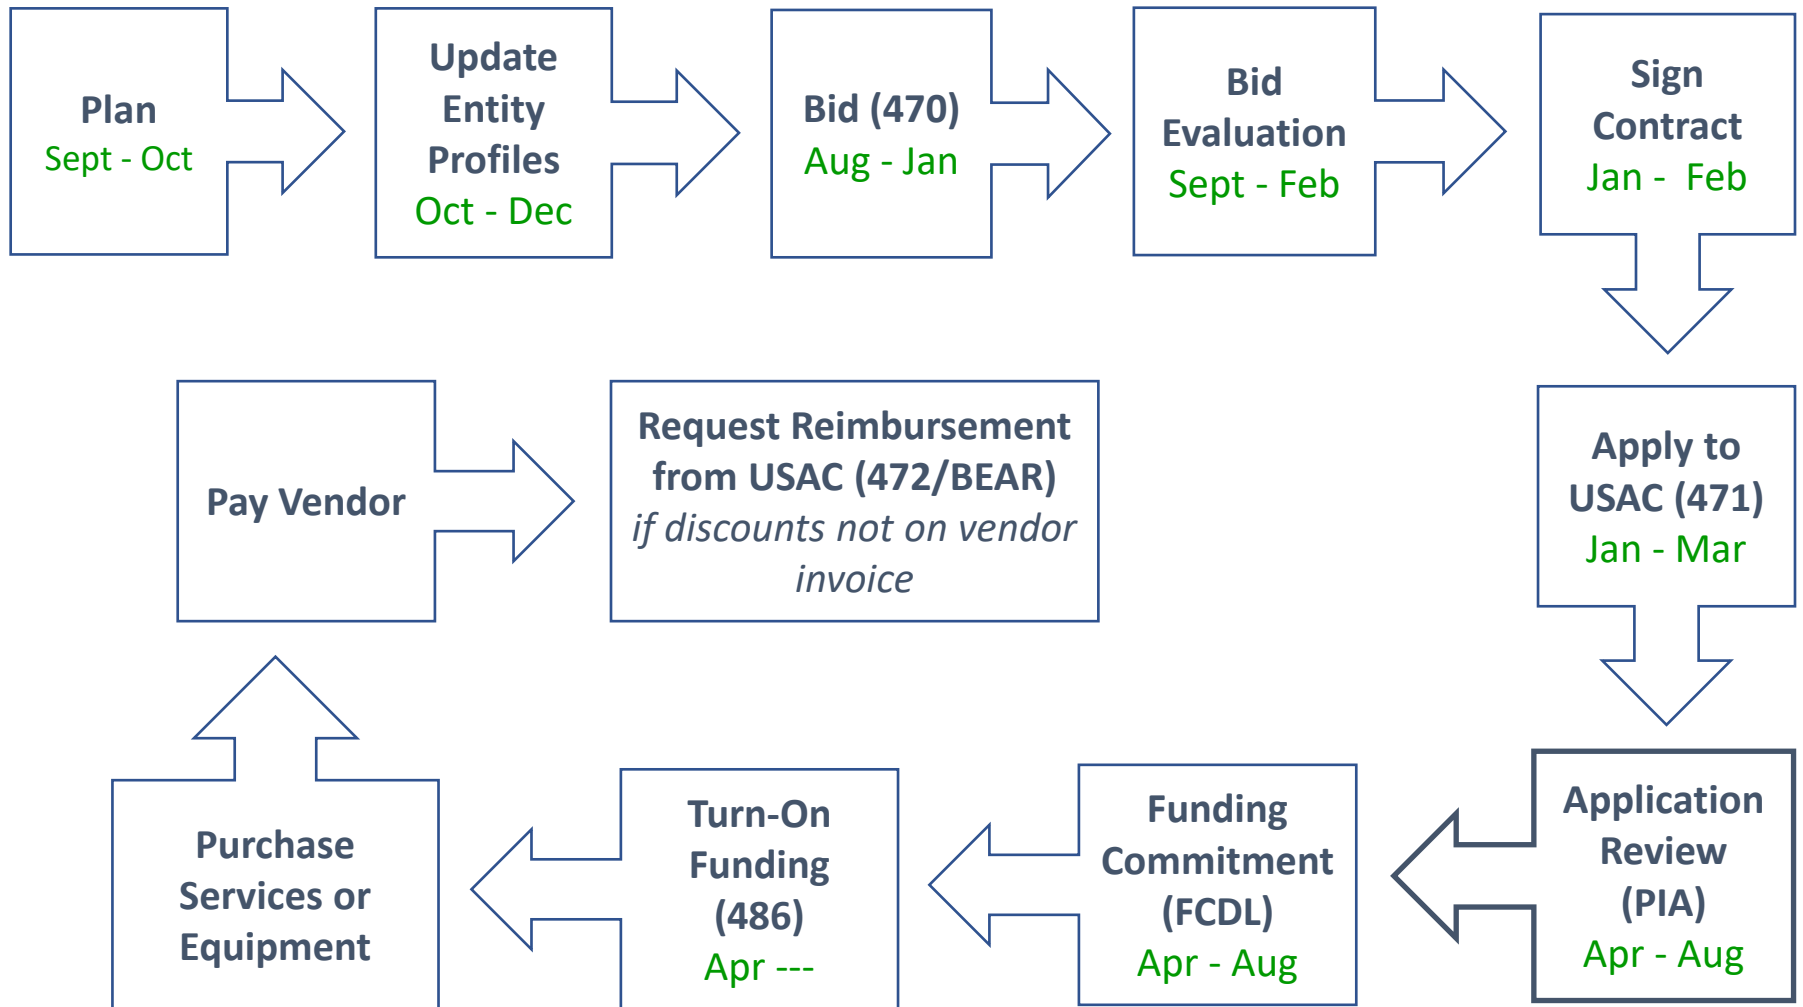 Plan
Sept - Oct
Update
Entity
Profiles
Oct - Dec
Bid (470)
Aug - Jan
Bid
Evaluation
Sept - Feb
Sign
Contract
Jan -  Feb
Apply to
USAC (471)
Jan - Mar
Application
Review
(PIA)
Apr - Aug
Funding
Commitment
(FCDL)
Apr - Aug
Turn-On
Funding
(486)
Apr ---
Purchase
Services or
Equipment
Pay Vendor
Request Reimbursement
from USAC (472/BEAR)
if discounts not on vendor
invoice